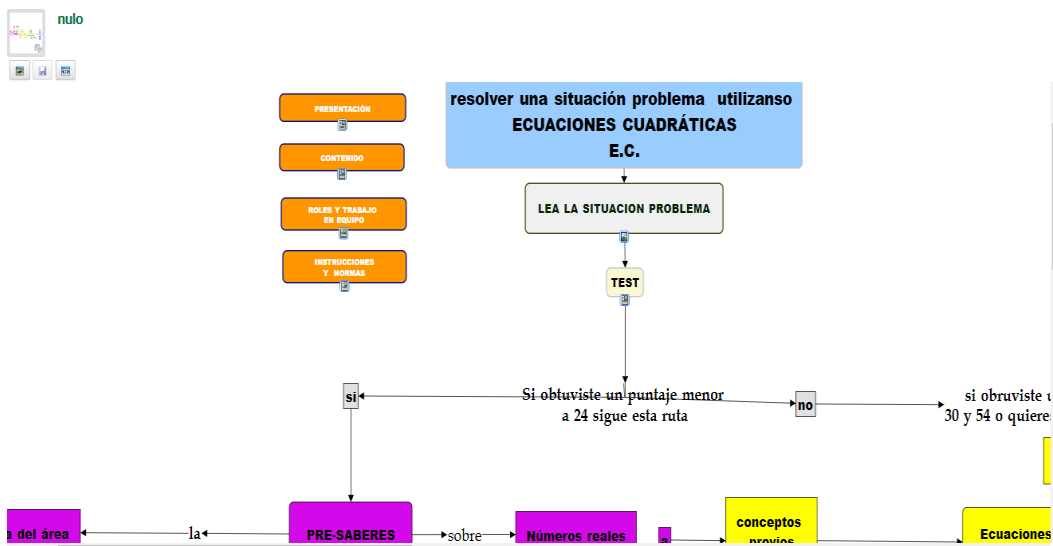 nulo
resolver una situación problema utilizanso
ECUACIONES CUADRÁTICAS
E.C.
PRESENTACIÓN
CONTENIDO
ROLES Y TRABAJO
EN EQUIPO
INSTRUCCIONES
Y NORMAS
LEA LA SITUACION PROBLEMA
TEST
si
Si obtuviste un puntaje menor
a 24 sigue esta ruta
no
si obruviste
30 y 54 o quiere
a del área
la
PRE-SABERES
sobre
Números reales
a
conceptos
previos
Ecuaciones